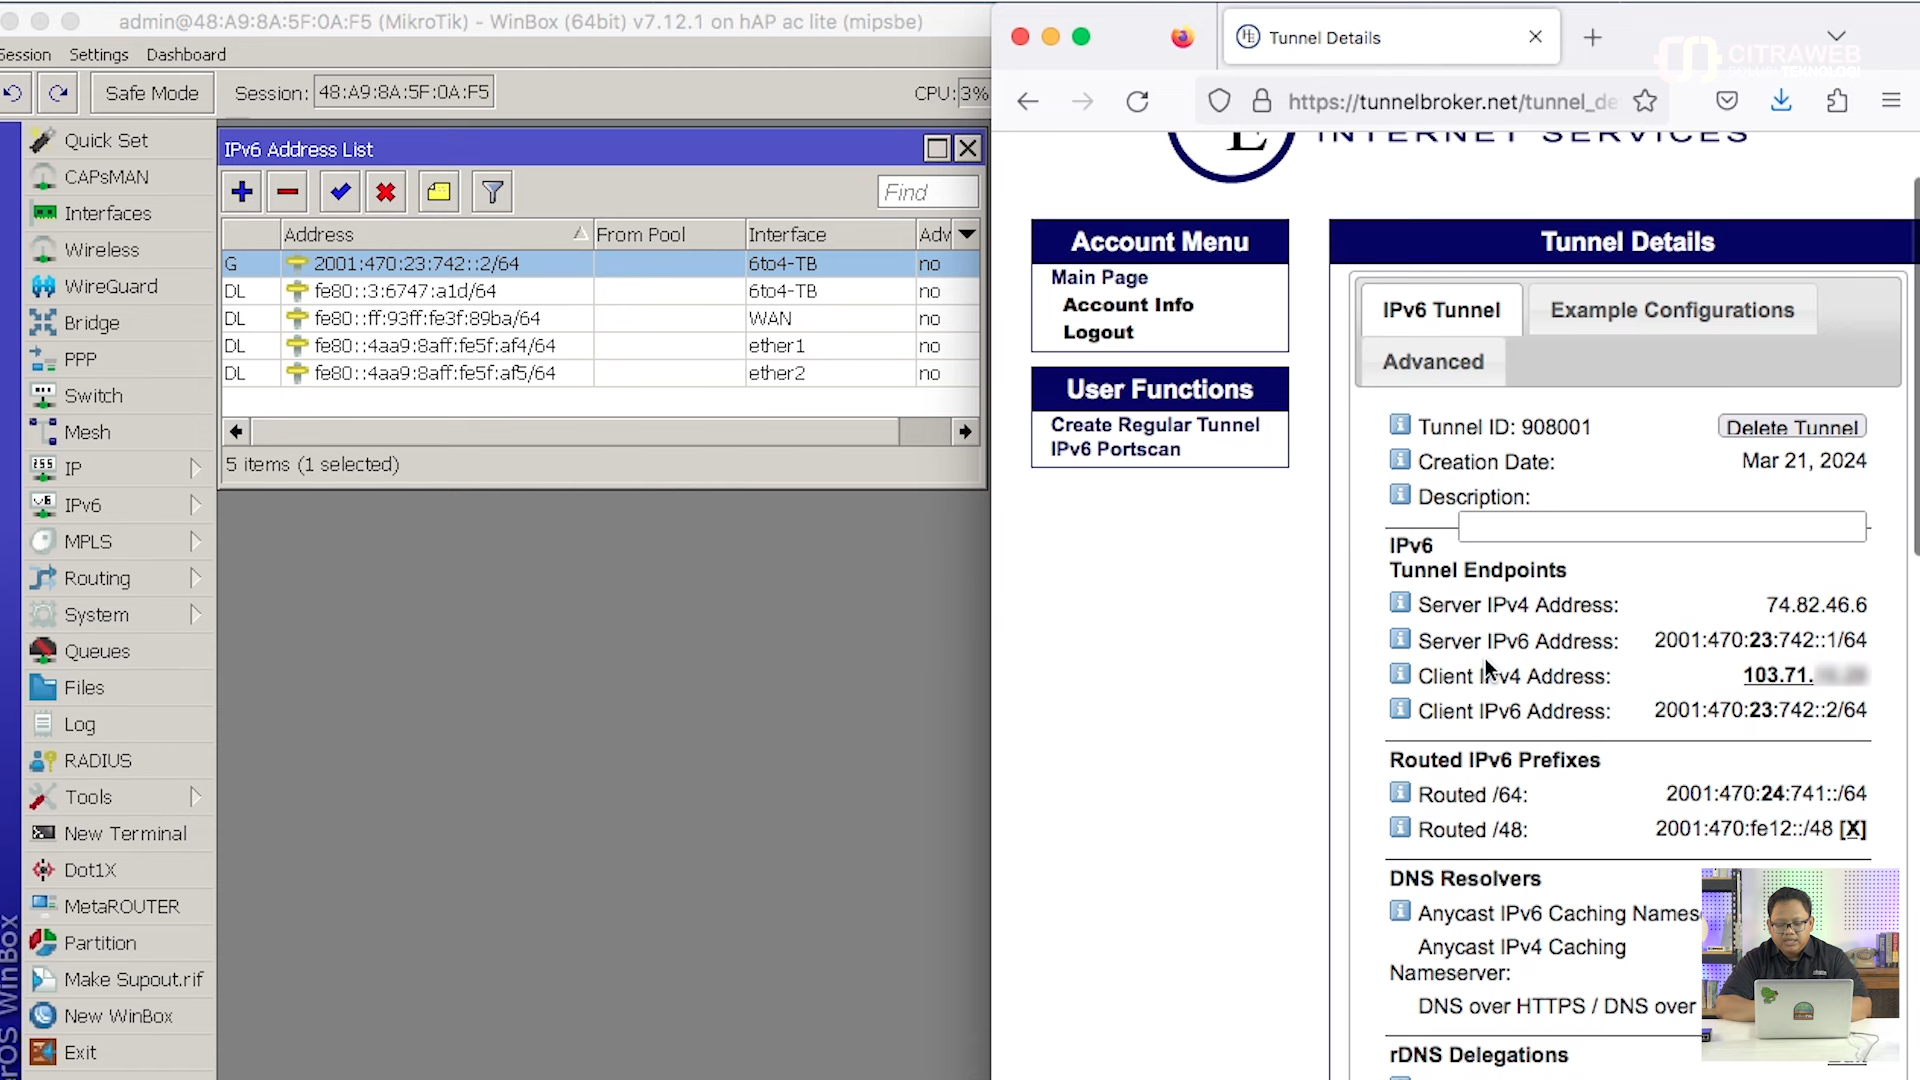 admin@48:A9:8A:5F:0A:F5 (MikroTik) - WinBox (64bit) v7.12.1 on hAP ac lite (mipsbe)
Session Settings Dashboard
Safe Mode Session: 48:A9:8A:5F:0A:F5 CPU: 3%
Quick Set
CAPsMAN
Interfaces
Wireless
WireGuard
Bridge
PPP
Switch
Mesh
IP
IPv6
MPLS
Routing
System
Queues
Files
Log
RADIUS
Tools
New Terminal
Dot1X
MetaROUTER
Partition
Make Supout.rif
New WinBox
Exit
OS WinBox
IPv6 Address List
Find
Address From Pool Interface Adv
G 2001:470:23:742::2/64 6to4-TB no
DL fe80::3:6747:a1d/64 6to4-TB no
DL fe80::ff:93ff:fe3f:89ba/64 WAN no
DL fe80::4aa9:8aff:fe5f:af4/64 ether1 no
DL fe80::4aa9:8aff:fe5f:af5/64 ether2 no
5 items (1 selected)
Tunnel Details
CITRAWEB
SOLUSI TEKNOLOGI
https://tunnelbroker.net/tunnel_de
INTERNET SERVICES
Account Menu
Main Page
Account Info
Logout
User Functions
Create Regular Tunnel
IPv6 Portscan
Tunnel Details
IPv6 Tunnel Example Configurations
Advanced
Tunnel ID: 908001 Delete Tunnel
Creation Date: Mar 21, 2024
Description:
IPv6
Tunnel Endpoints
Server IPv4 Address: 74.82.46.6
Server IPv6 Address: 2001:470:23:742::1/64
Client IPv4 Address: 103.71.
Client IPv6 Address: 2001:470:23:742::2/64
Routed IPv6 Prefixes
Routed /64: 2001:470:24:741::/64
Routed /48: 2001:470:fe12::/48 [X]
DNS Resolvers
Anycast IPv6 Caching Names
Anycast IPv4 Caching
Nameserver:
DNS over HTTPS / DNS over
rDNS Delegations